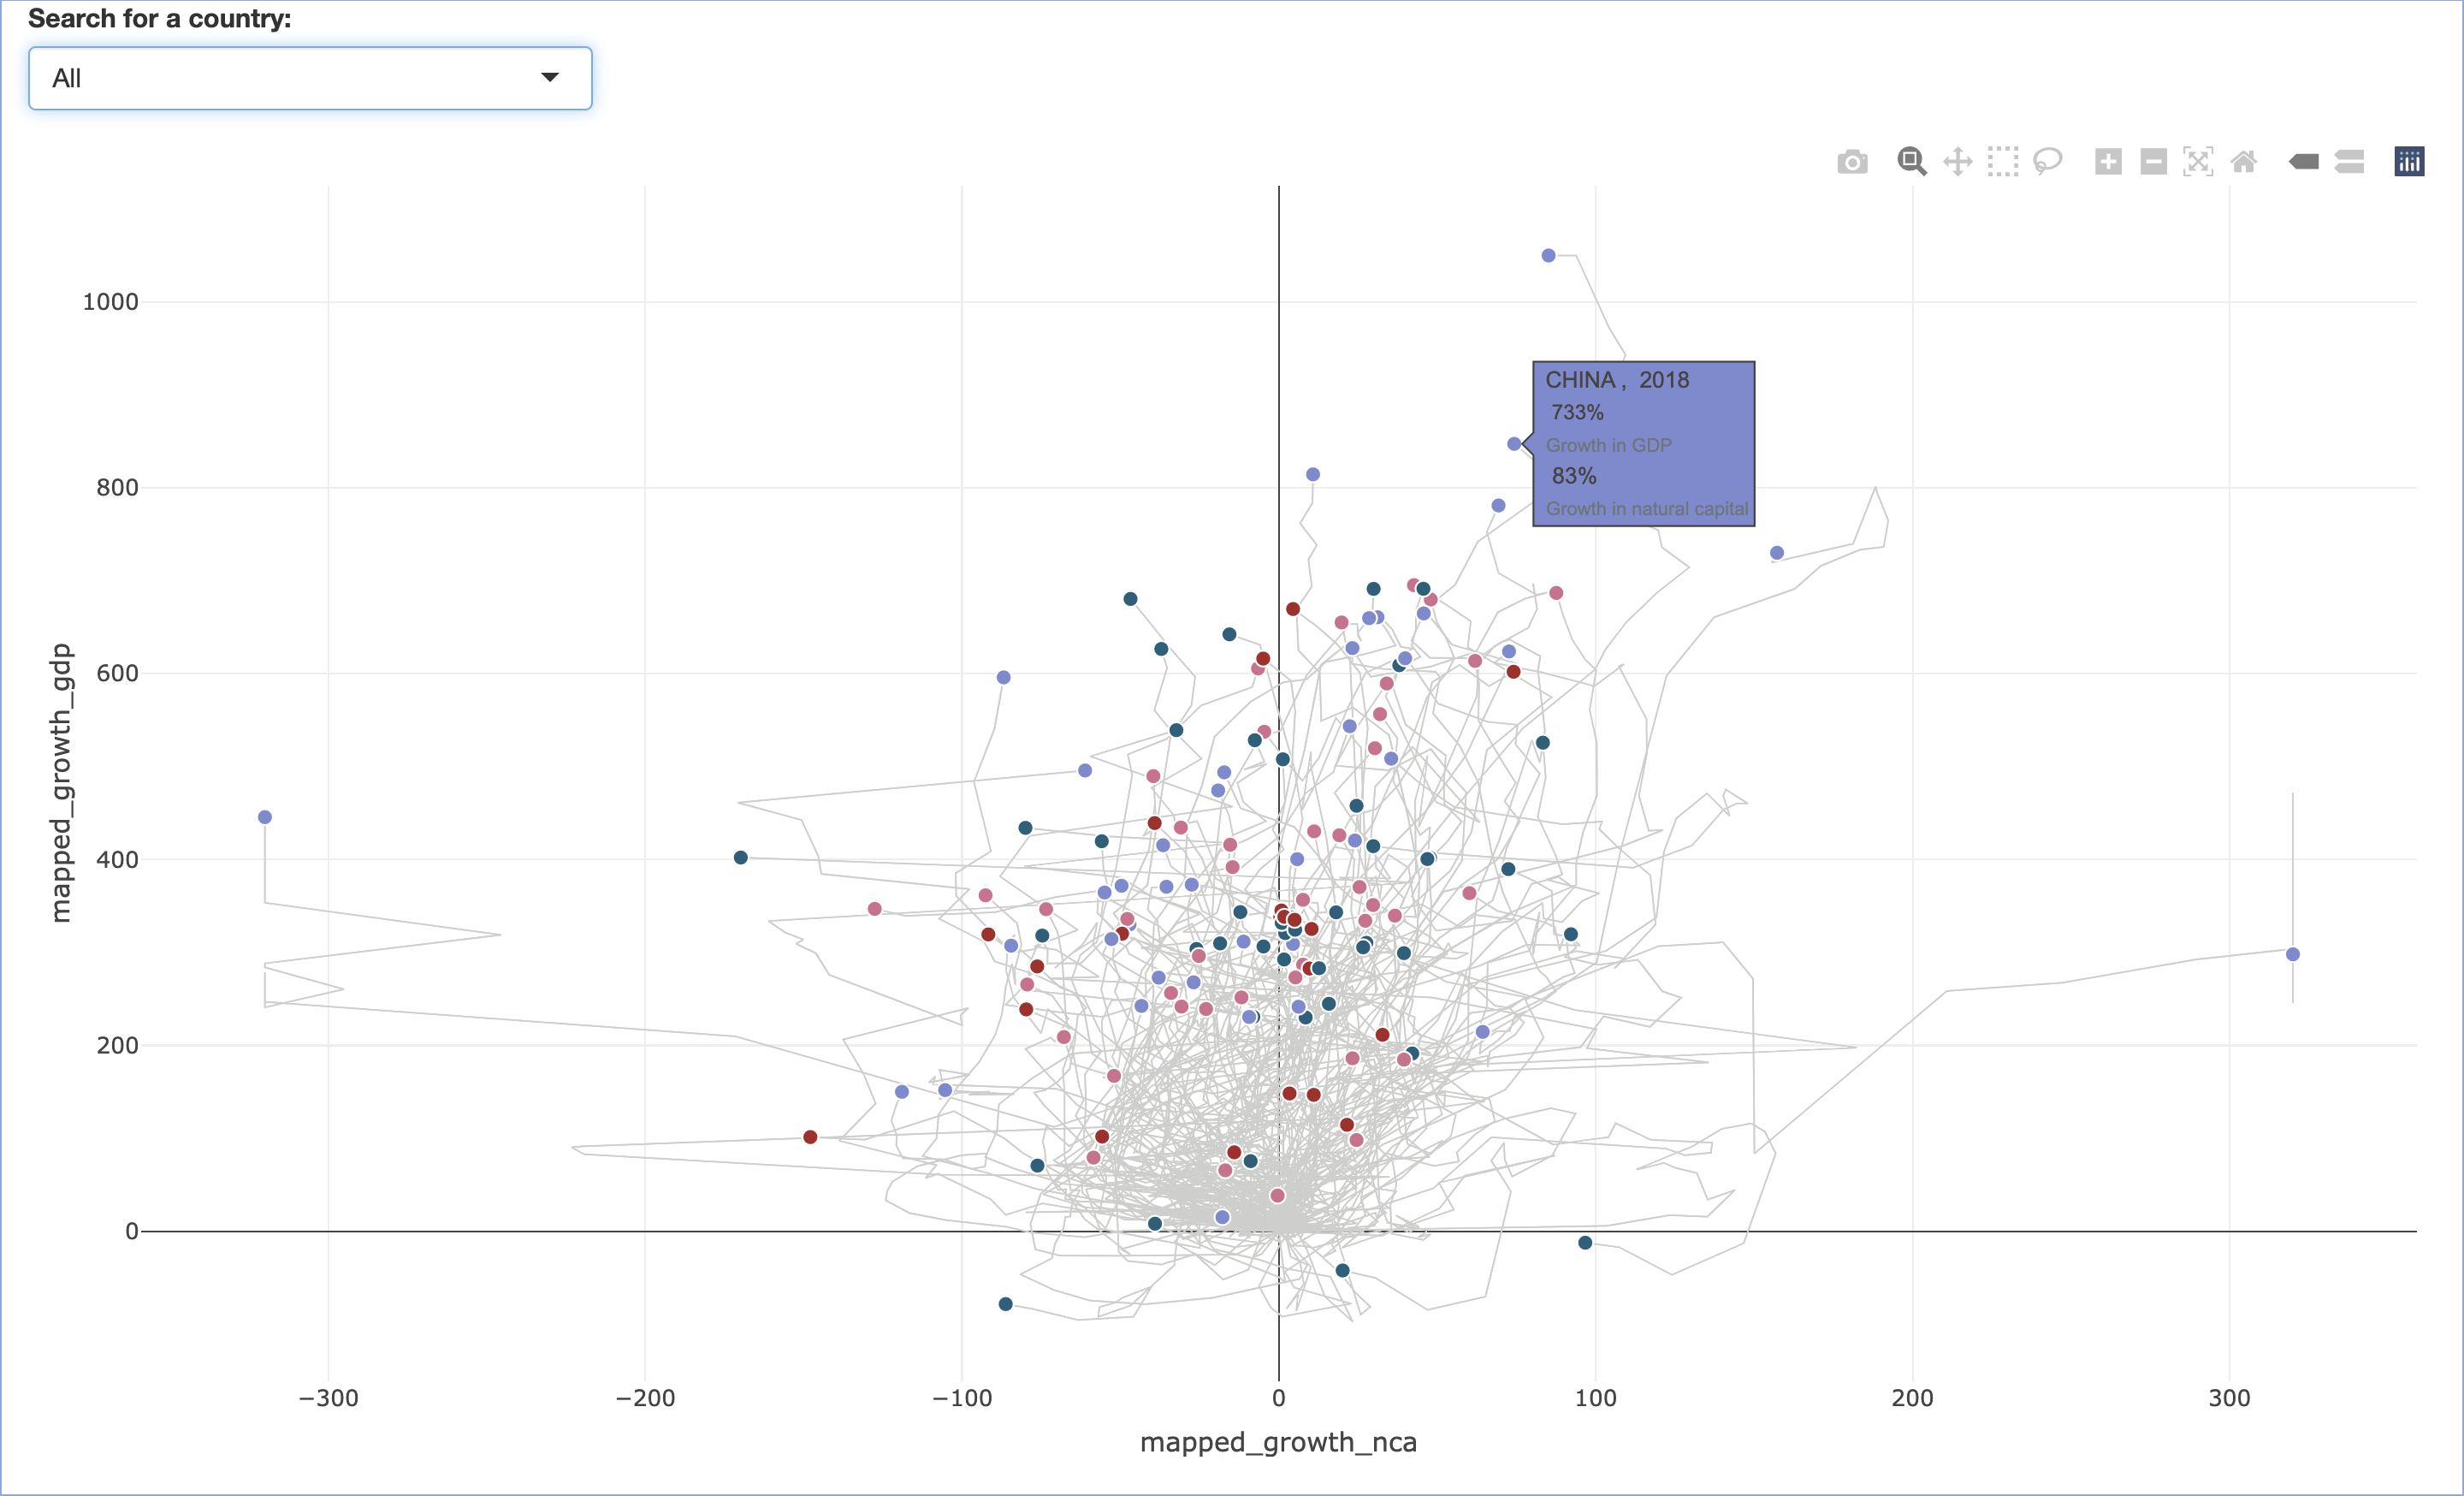 Search for a country:
All
CHINA , 2018
733%
Growth in GDP
83%
Growth in natural capital
mapped_growth_gdp
1000
800
600
400
200
0
−300
−200
−100
0
100
200
300
mapped_growth_nca